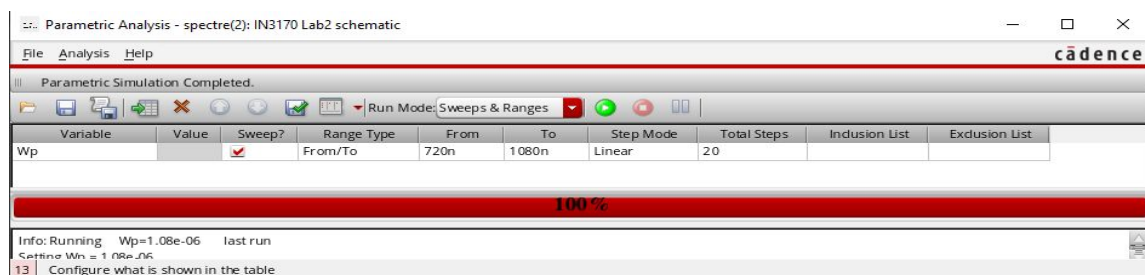 Parametric Analysis - spectre(2): IN3170 Lab2 schematic
File Analysis Help cādence
Parametric Simulation Completed.
Run Mode: Sweeps & Ranges
Variable Value Sweep? Range Type From To Step Mode Total Steps Inclusion List Exclusion List
Wp From/To 720n 1080n Linear 20
100%
Info: Running Wp=1.08e-06 last run
Setting Wp = 1.08e-06
13 Configure what is shown in the table